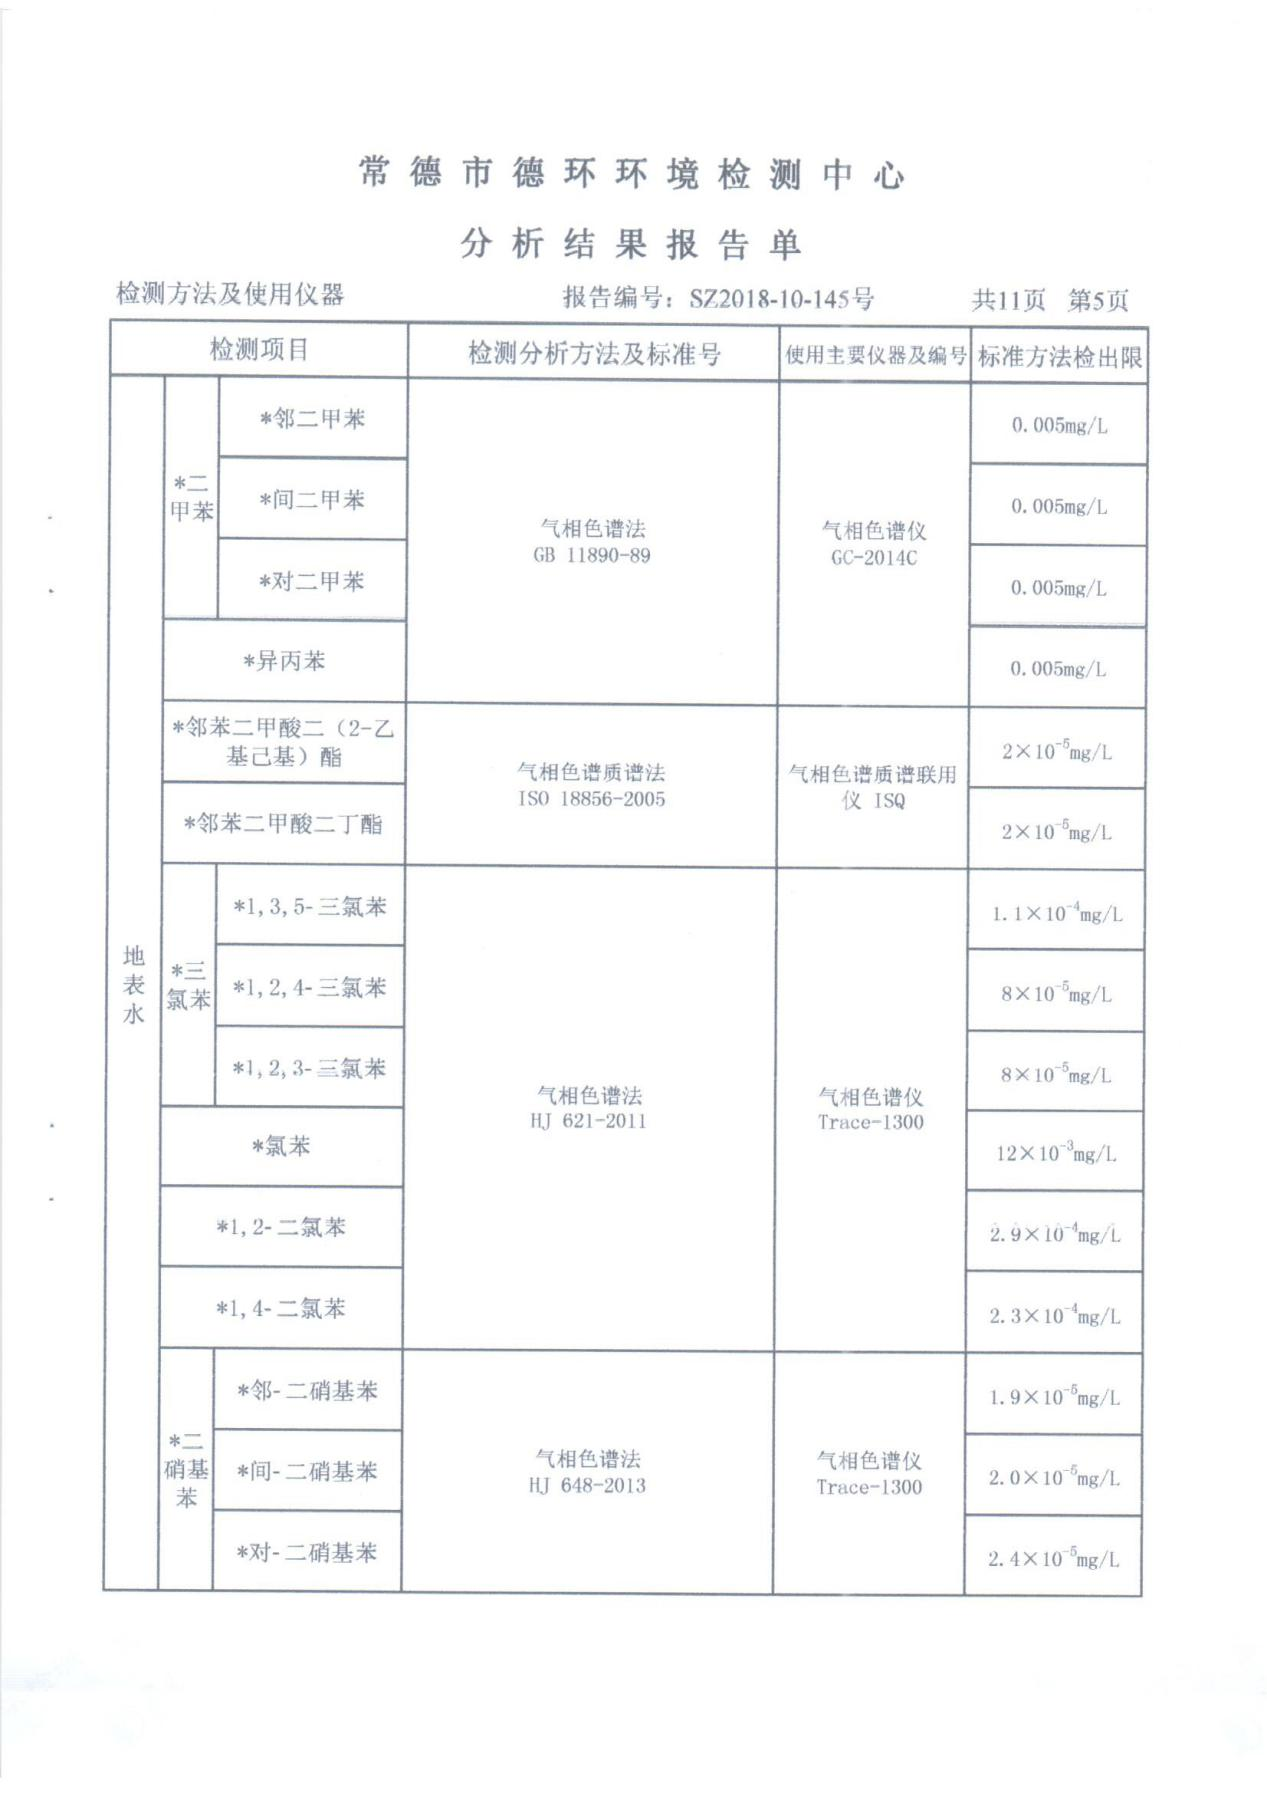 常德市德环环境检测中心
分析结果报告单
检测方法及使用仪器 报告编号：SZ2018-10-145号 共11页 第5页
检测项目 检测分析方法及标准号 使用主要仪器及编号 标准方法检出限
地
表
水
*二
甲苯
*邻二甲苯
*间二甲苯
*对二甲苯
*异丙苯
气相色谱法
GB 11890-89
气相色谱仪
GC-2014C
0.005mg/L
0.005mg/L
0.005mg/L
0.005mg/L
*邻苯二甲酸二（2-乙
基己基）酯
*邻苯二甲酸二丁酯
气相色谱质谱法
ISO 18856-2005
气相色谱质谱联用
仪 ISQ
2×10⁻⁵mg/L
2×10⁻⁵mg/L
*三
氯苯
*1,3,5-三氯苯
*1,2,4-三氯苯
*1,2,3-三氯苯
*氯苯
*1,2-二氯苯
*1,4-二氯苯
气相色谱法
HJ 621-2011
气相色谱仪
Trace-1300
1.1×10⁻⁴mg/L
8×10⁻⁵mg/L
8×10⁻⁵mg/L
12×10⁻³mg/L
2.9×10⁻⁴mg/L
2.3×10⁻⁴mg/L
*二
硝基
苯
*邻-二硝基苯
*间-二硝基苯
*对-二硝基苯
气相色谱法
HJ 648-2013
气相色谱仪
Trace-1300
1.9×10⁻⁵mg/L
2.0×10⁻⁵mg/L
2.4×10⁻⁵mg/L